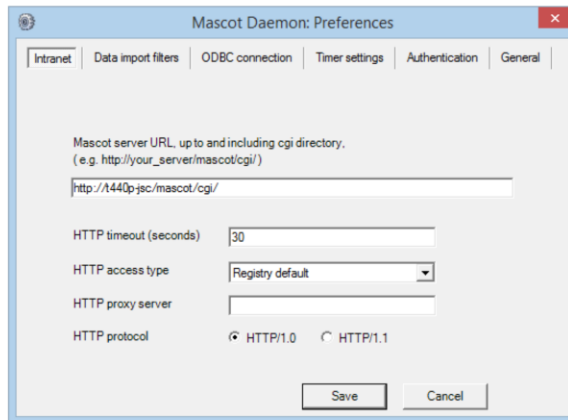 Mascot Daemon: Preferences
Intranet Data import filters ODBC connection Timer settings Authentication General
Mascot server URL, up to and including cgi directory,
( e.g. http://your_server/mascot/cgi/ )
http://t440p-jsc/mascot/cgi/
HTTP timeout (seconds) 30
HTTP access type Registry default
HTTP proxy server
HTTP protocol HTTP/1.0 HTTP/1.1
Save Cancel